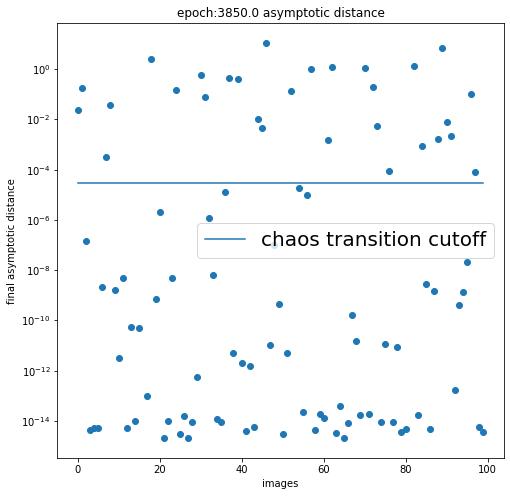 epoch:3850.0 asymptotic distance
final asymptotic distance
10^0
10^-2
10^-4
10^-6
10^-8
10^-10
10^-12
10^-14
chaos transition cutoff
0 20 40 60 80 100
images